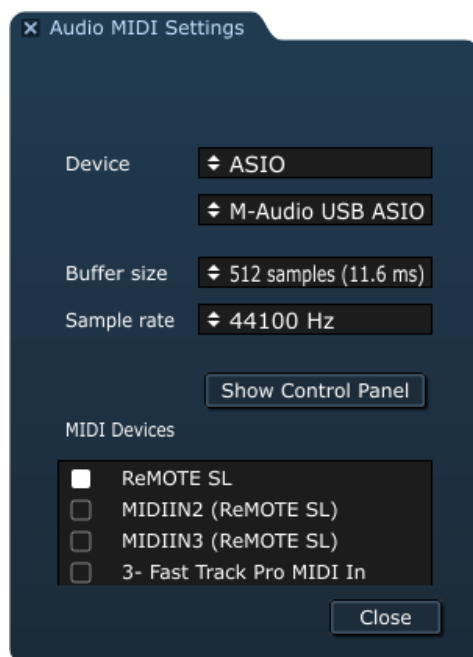 Audio MIDI Settings
Device ASIO
M-Audio USB ASIO
Buffer size 512 samples (11.6 ms)
Sample rate 44100 Hz
Show Control Panel
MIDI Devices
ReMOTE SL
MIDIIN2 (ReMOTE SL)
MIDIIN3 (ReMOTE SL)
3- Fast Track Pro MIDI In
Close